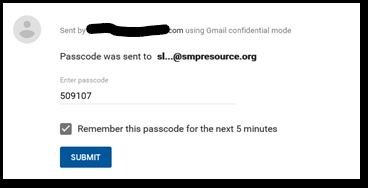 Sent by com using Gmail confidential mode
Passcode was sent to sl...@smpresource.org
Enter passcode
509107
Remember this passcode for the next 5 minutes
SUBMIT